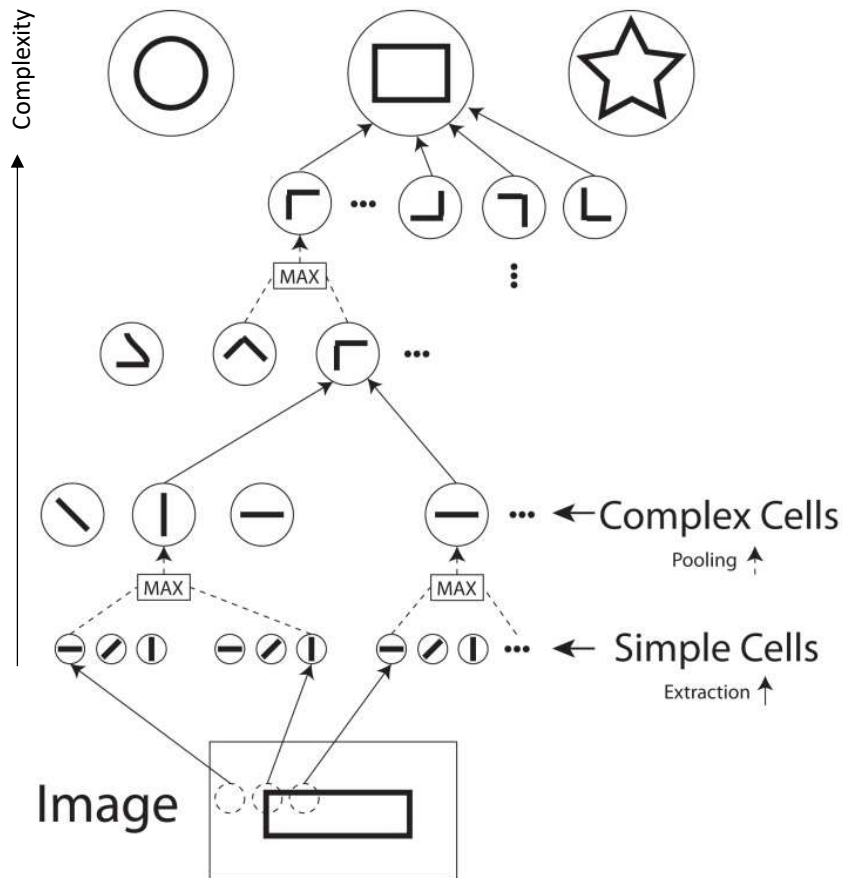 Complexity
MAX
Complex Cells
Pooling
MAX
MAX
Simple Cells
Extraction
Image